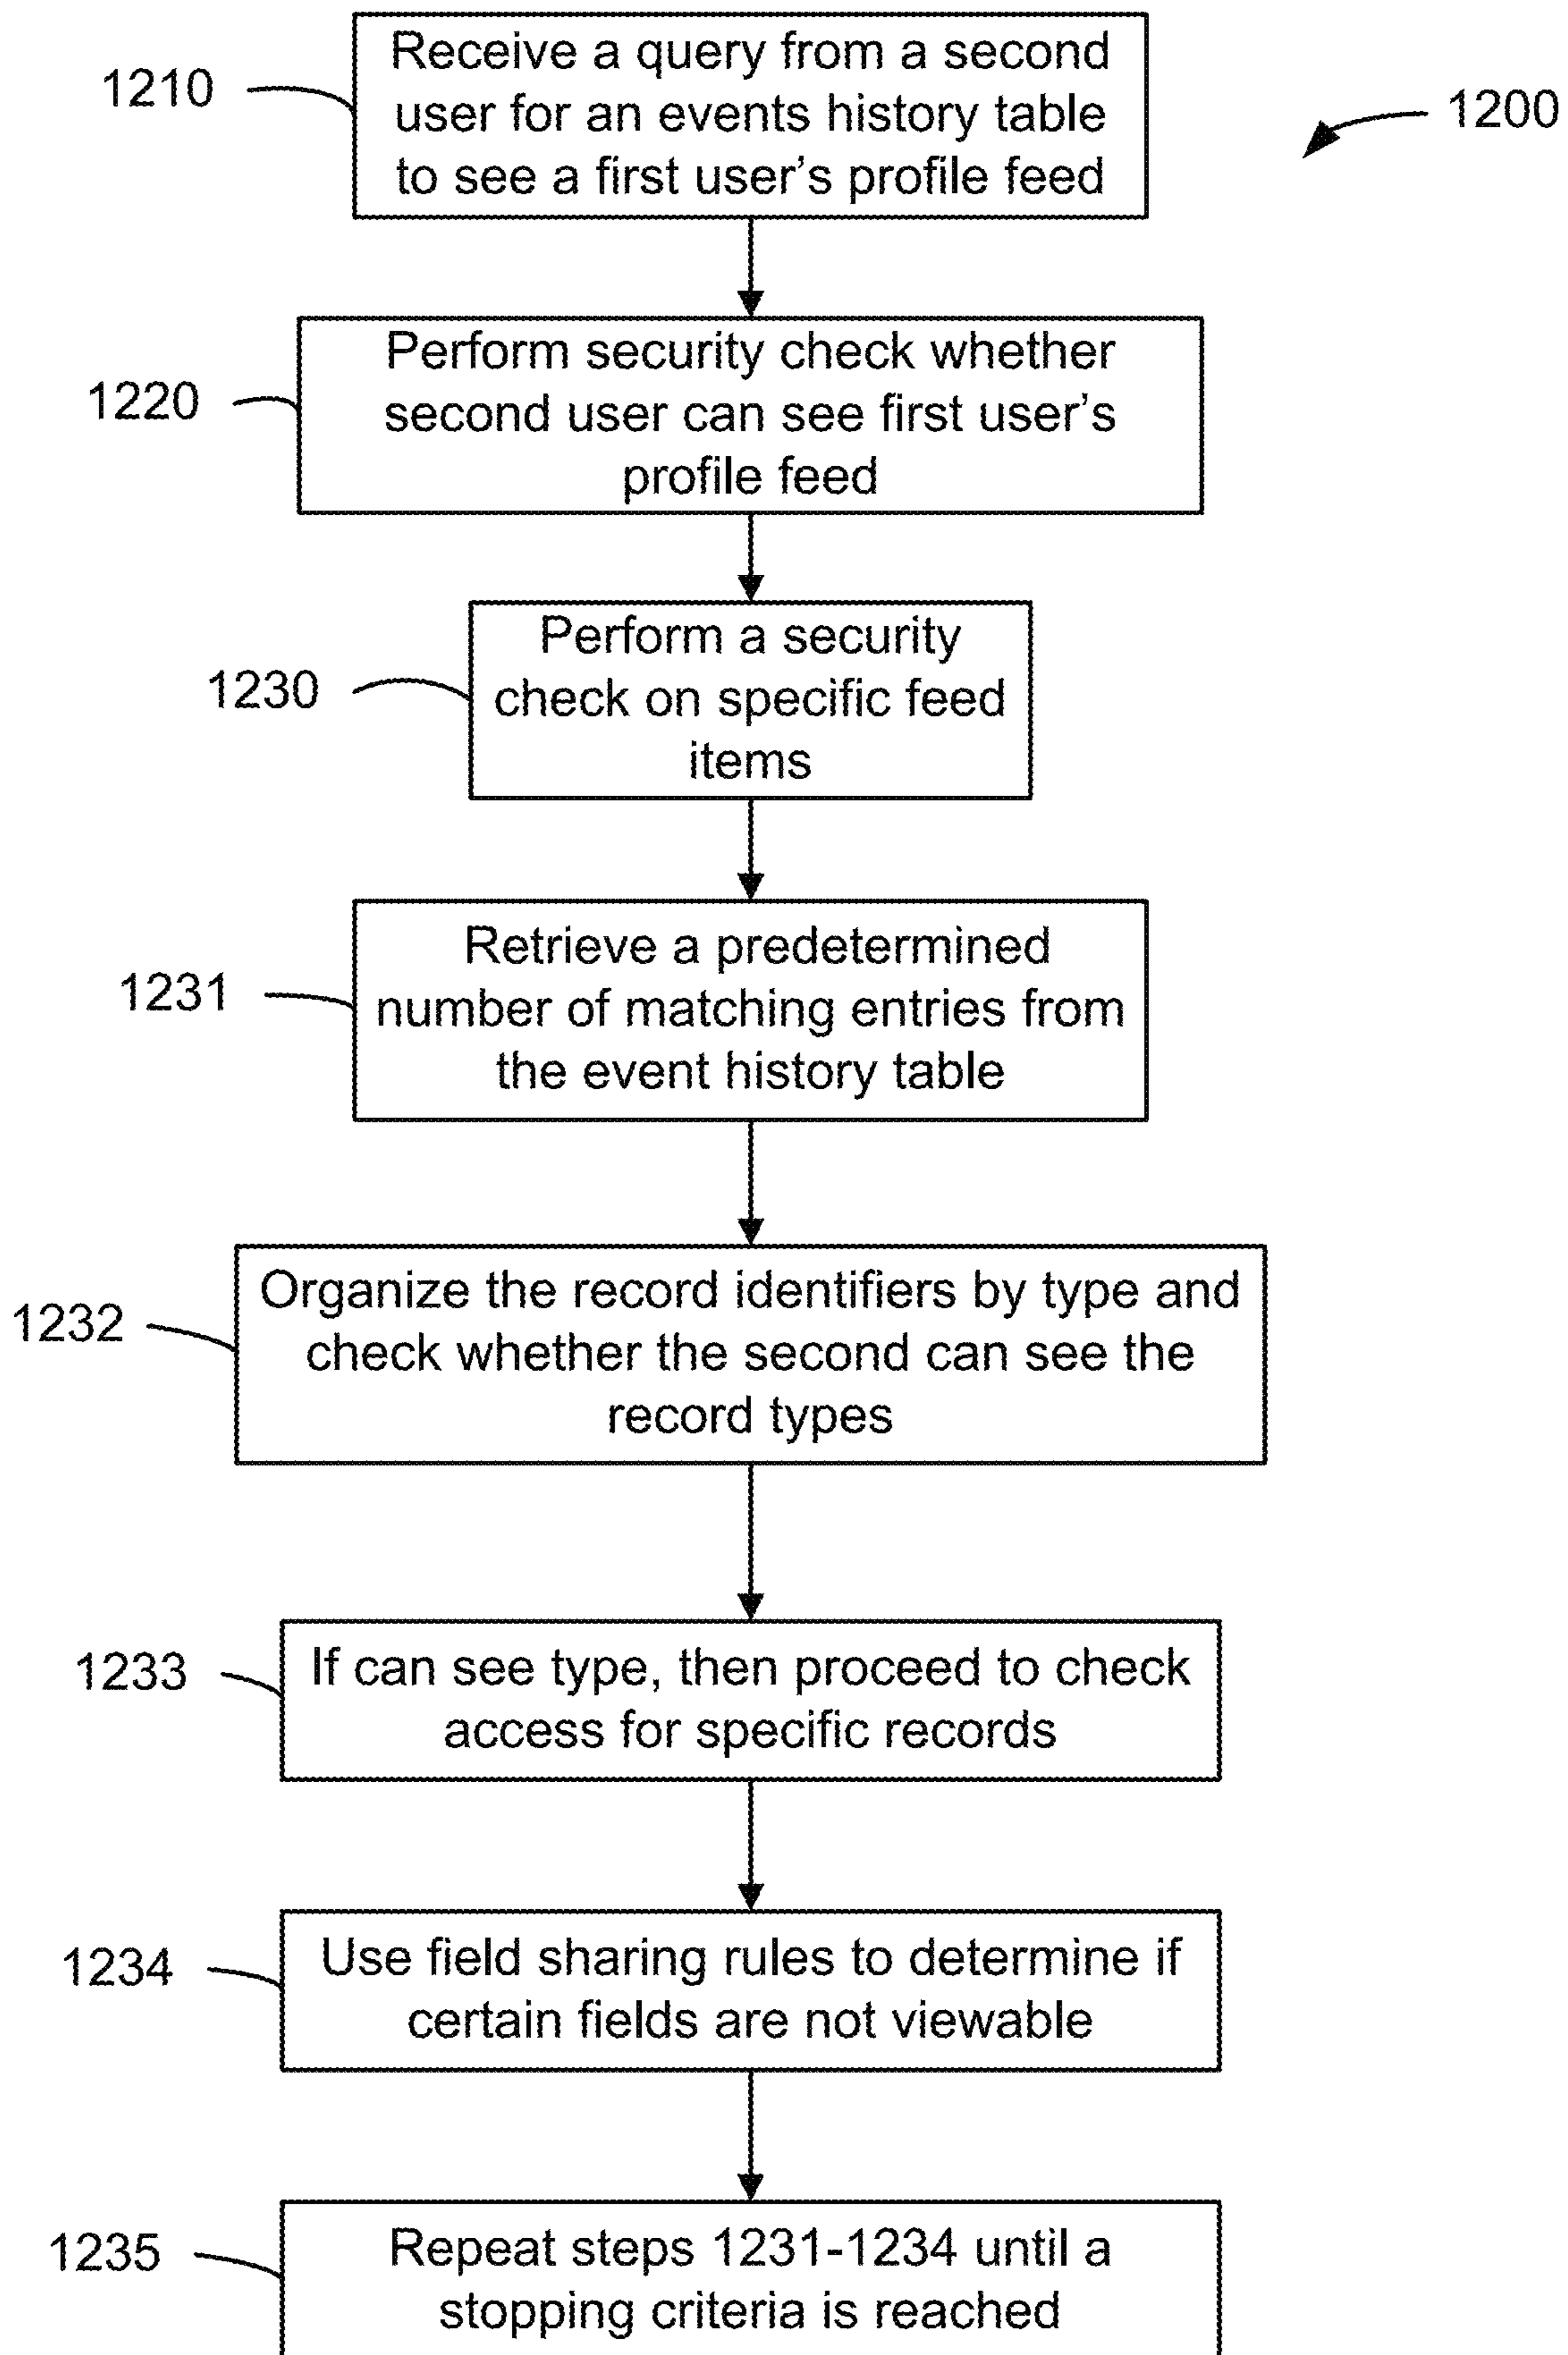 1200
1210
Receive a query from a second
user for an events history table
to see a first user's profile feed
1220
Perform security check whether
second user can see first user's
profile feed
1230
Perform a security
check on specific feed
items
1231
Retrieve a predetermined
number of matching entries from
the event history table
1232
Organize the record identifiers by type and
check whether the second can see the
record types
1233
If can see type, then proceed to check
access for specific records
1234
Use field sharing rules to determine if
certain fields are not viewable
1235
Repeat steps 1231-1234 until a
stopping criteria is reached